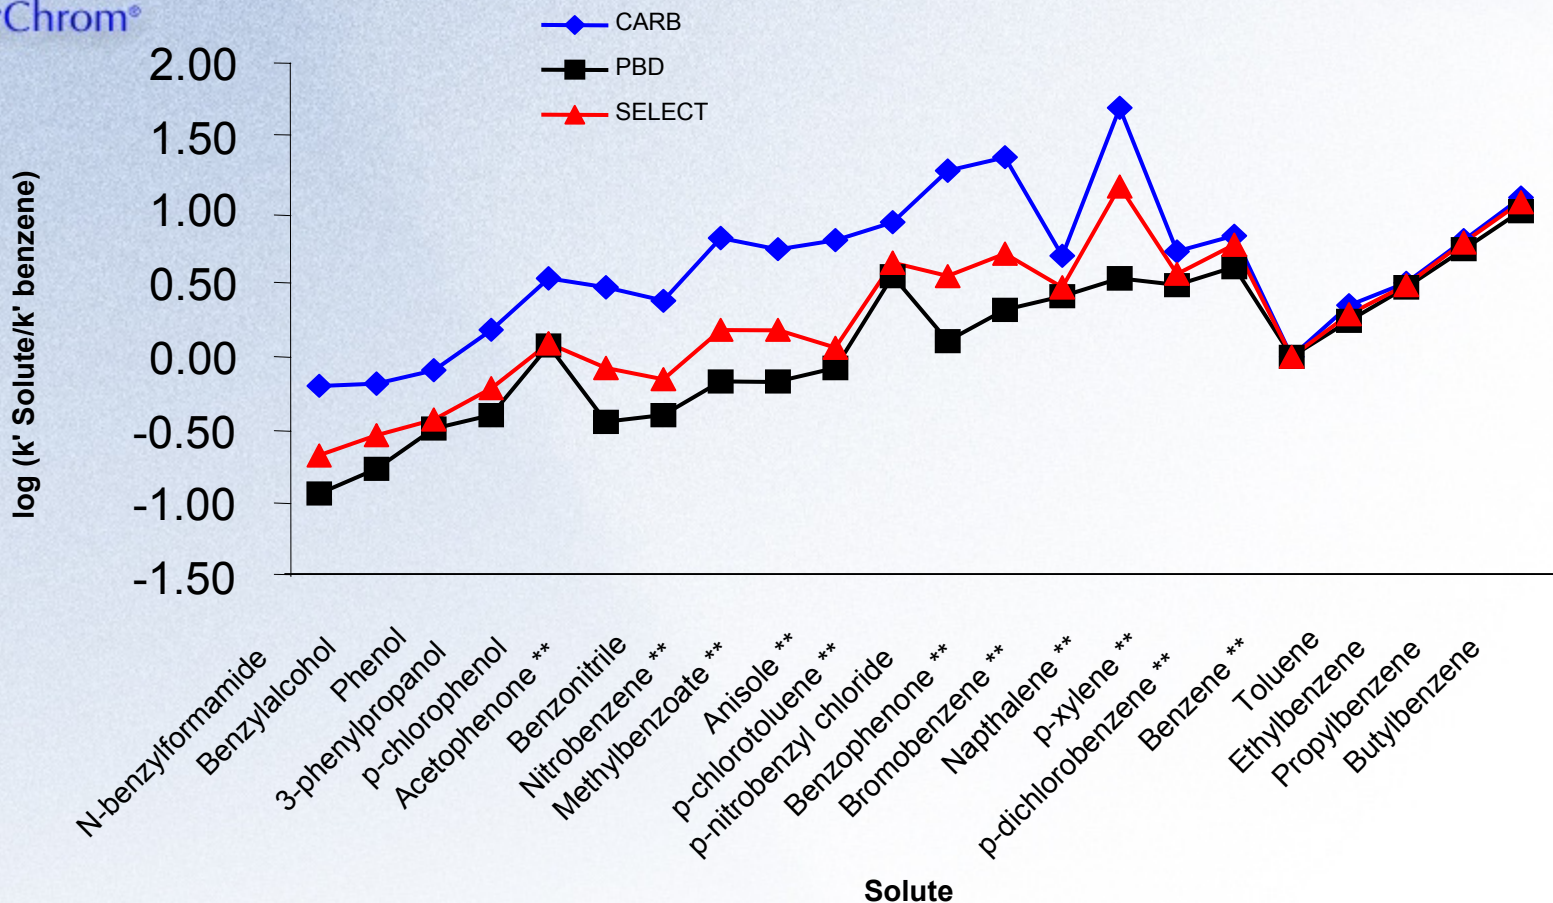 Chrom®
CARB
PBD
SELECT
2.00
1.50
1.00
0.50
0.00
-0.50
-1.00
-1.50
log (k' Solute/k' benzene)
N-benzylformamide
Benzylalcohol
Phenol
3-phenylpropanol
p-chlorophenol
Acetophenone **
Benzonitrile
Nitrobenzene **
Methylbenzoate **
Anisole **
p-chlorotoluene **
p-nitrobenzyl chloride
Benzophenone **
Bromobenzene **
Napthalene **
p-xylene **
p-dichlorobenzene **
Benzene **
Toluene
Ethylbenzene
Propylbenzene
Butylbenzene
Solute